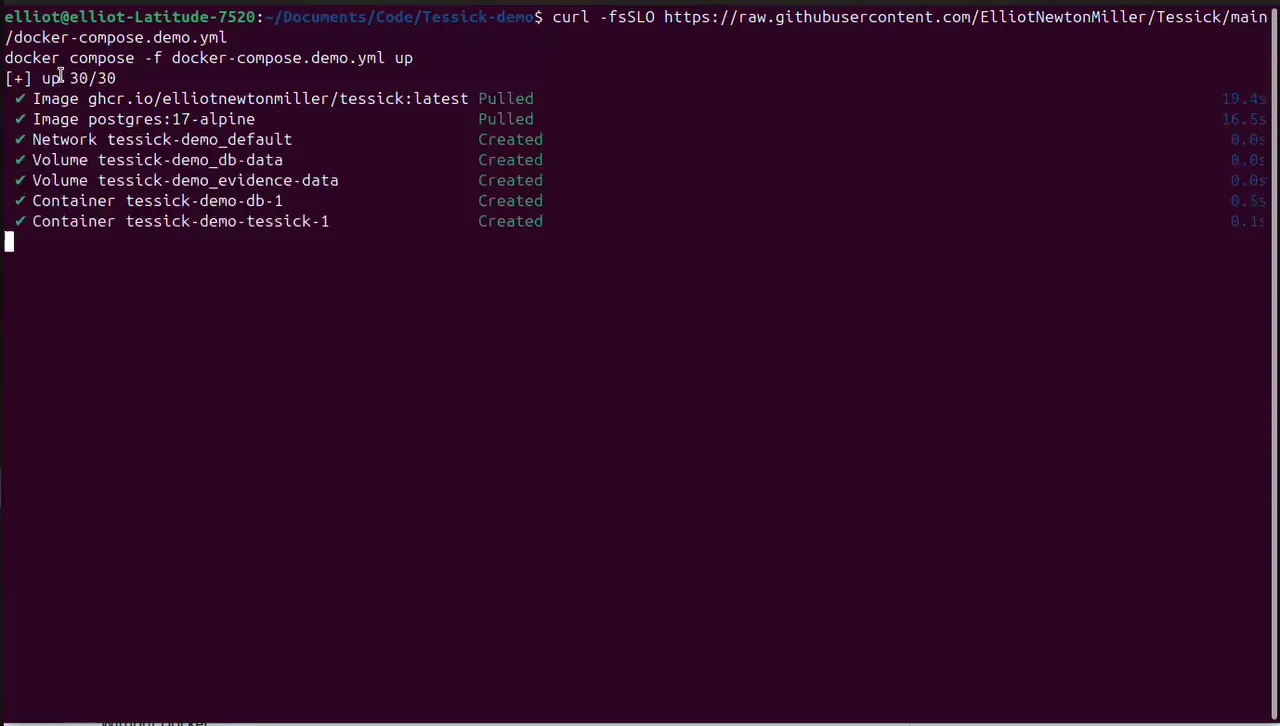 elliot@elliot-Latitude-7520:~/Documents/Code/Tessick-demo$ curl -fsSLO https://raw.githubusercontent.com/ElliotNewtonMiller/Tessick/main
/docker-compose.demo.yml
docker compose -f docker-compose.demo.yml up
[+] up 30/30
✔ Image ghcr.io/elliotnewtonmiller/tessick:latest Pulled 19.4s
✔ Image postgres:17-alpine Pulled 16.5s
✔ Network tessick-demo_default Created 0.0s
✔ Volume tessick-demo_db-data Created 0.0s
✔ Volume tessick-demo_evidence-data Created 0.0s
✔ Container tessick-demo-db-1 Created 0.5s
✔ Container tessick-demo-tessick-1 Created 0.1s